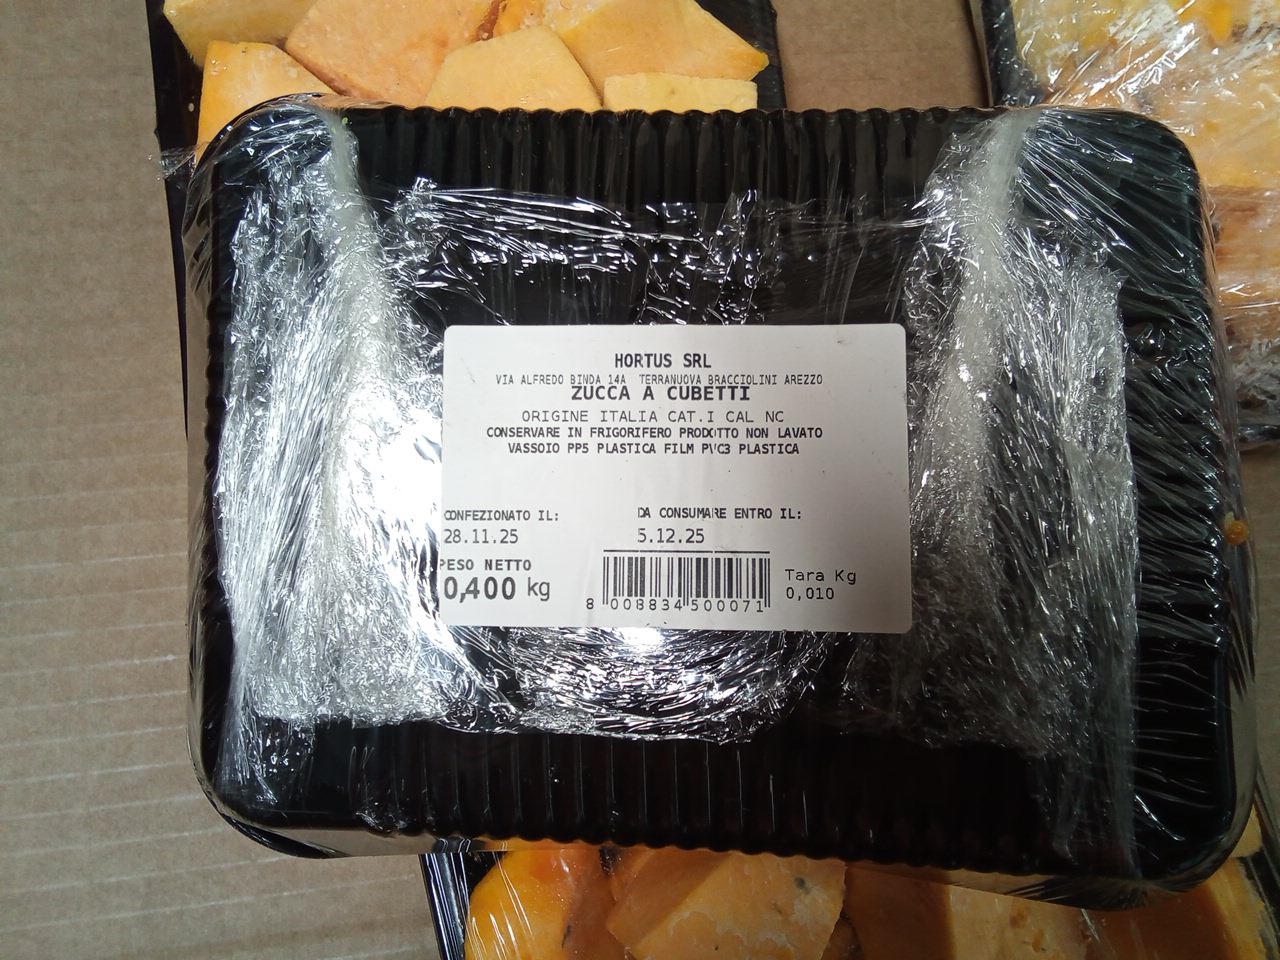 HORTUS SRL
VIA ALFREDO BINDA 14A TERRANUOVA BRACCIOLINI AREZZO
ZUCCA A CUBETTI
ORIGINE ITALIA CAT.I CAL NC
CONSERVARE IN FRIGORIFERO PRODOTTO NON LAVATO
VASSOIO PP5 PLASTICA FILM PVC3 PLASTICA
CONFEZIONATO IL: DA CONSUMARE ENTRO IL:
28.11.25 5.12.25
PESO NETTO
0,400 kg
8 008834 500071
Tara Kg
0,010